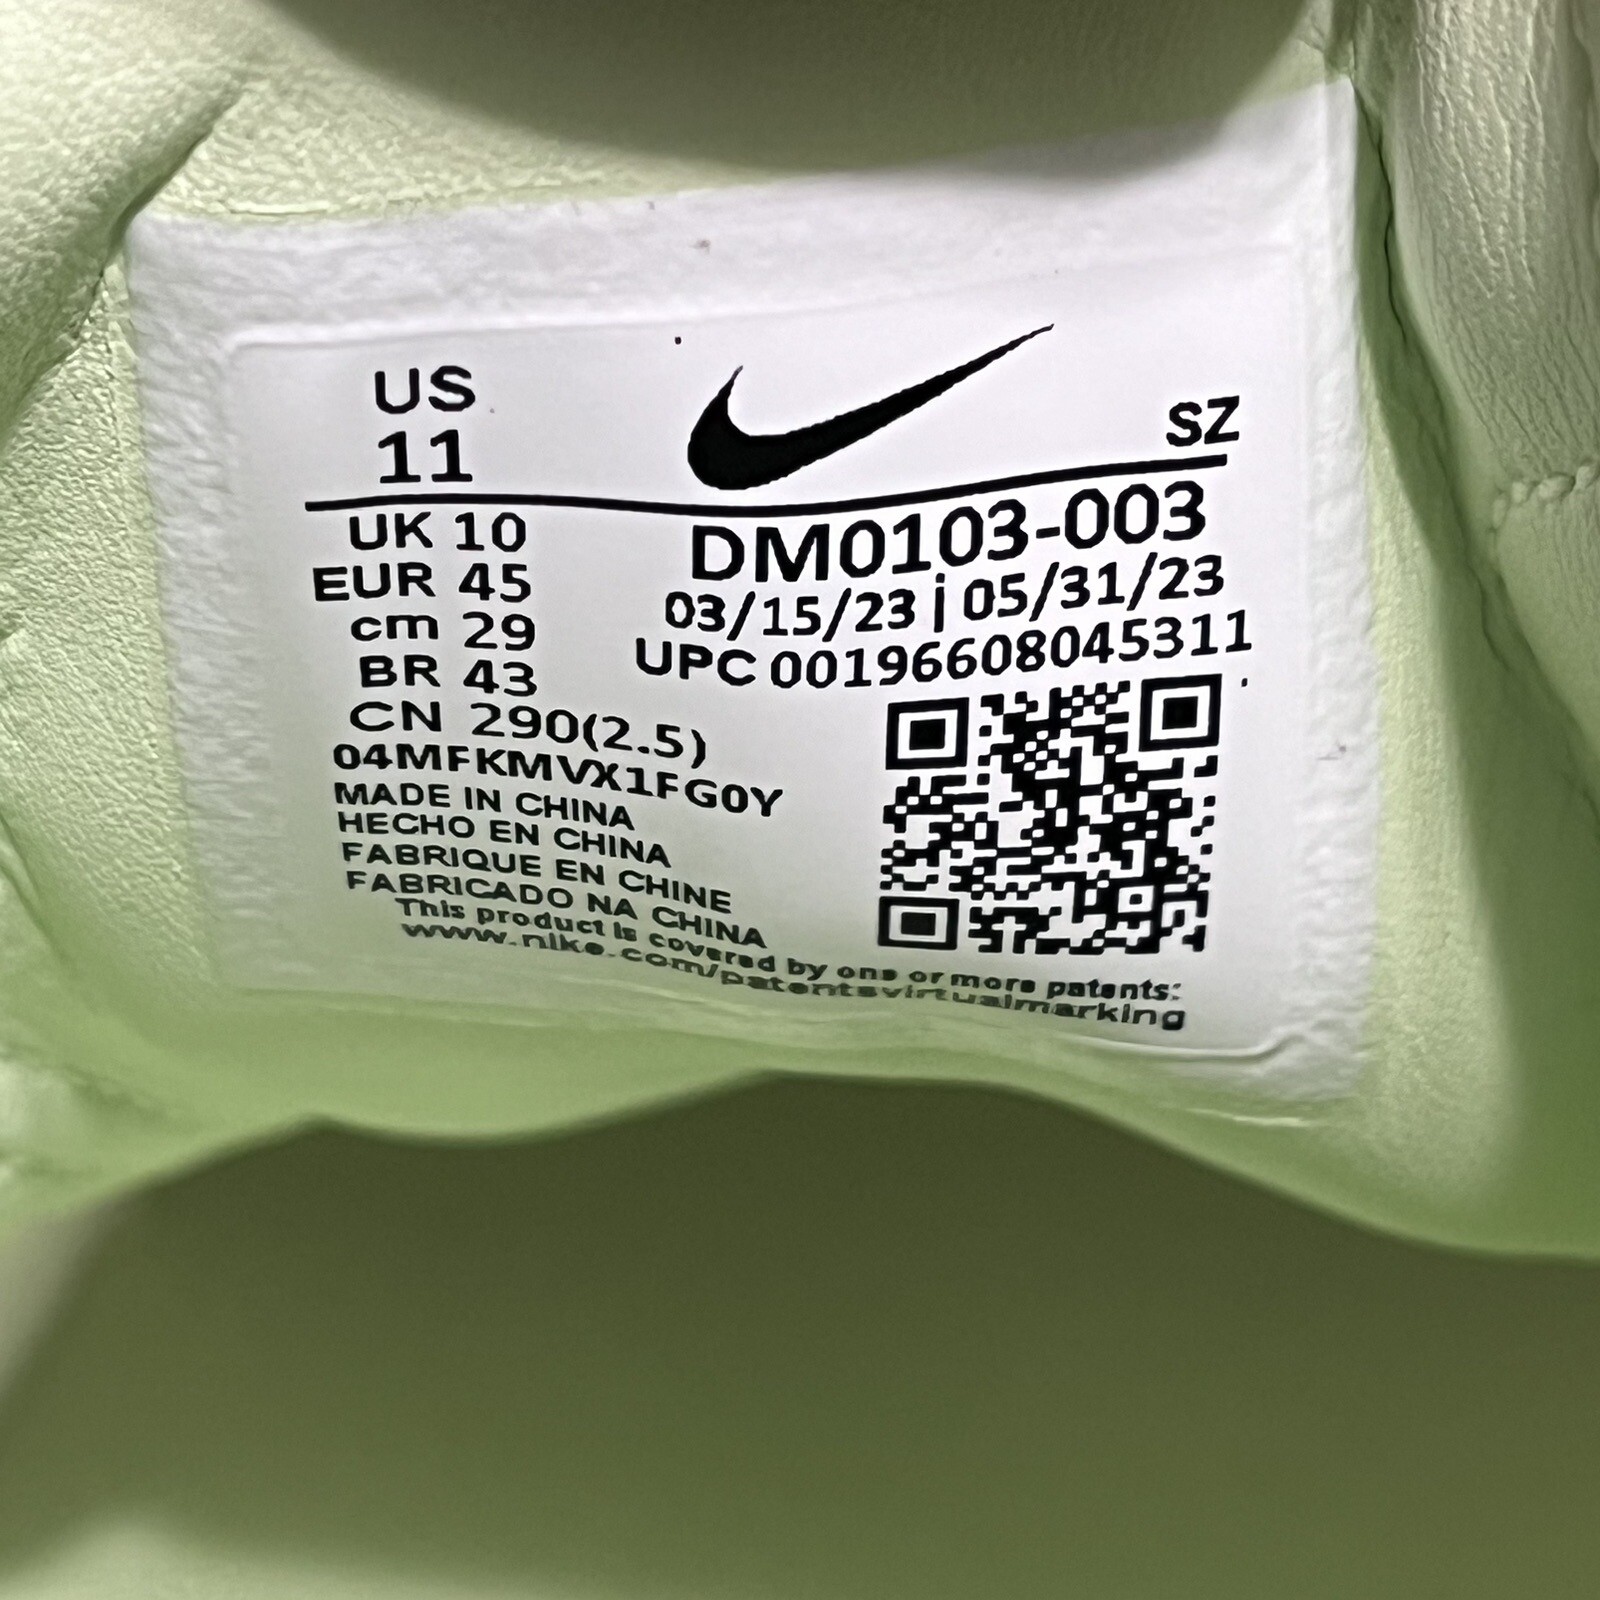 US
11
SZ
UK 10
EUR 45
cm 29
BR 43
CN 290(2.5)
DM0103-003
03/15/23 | 05/31/23
UPC 00196608045311
04MFKMVX1FG0Y
MADE IN CHINA
HECHO EN CHINA
FABRIQUE EN CHINE
FABRICADO NA CHINA
This product is covered by one or more patents:
www.nike.com/patentsvirtualmarking